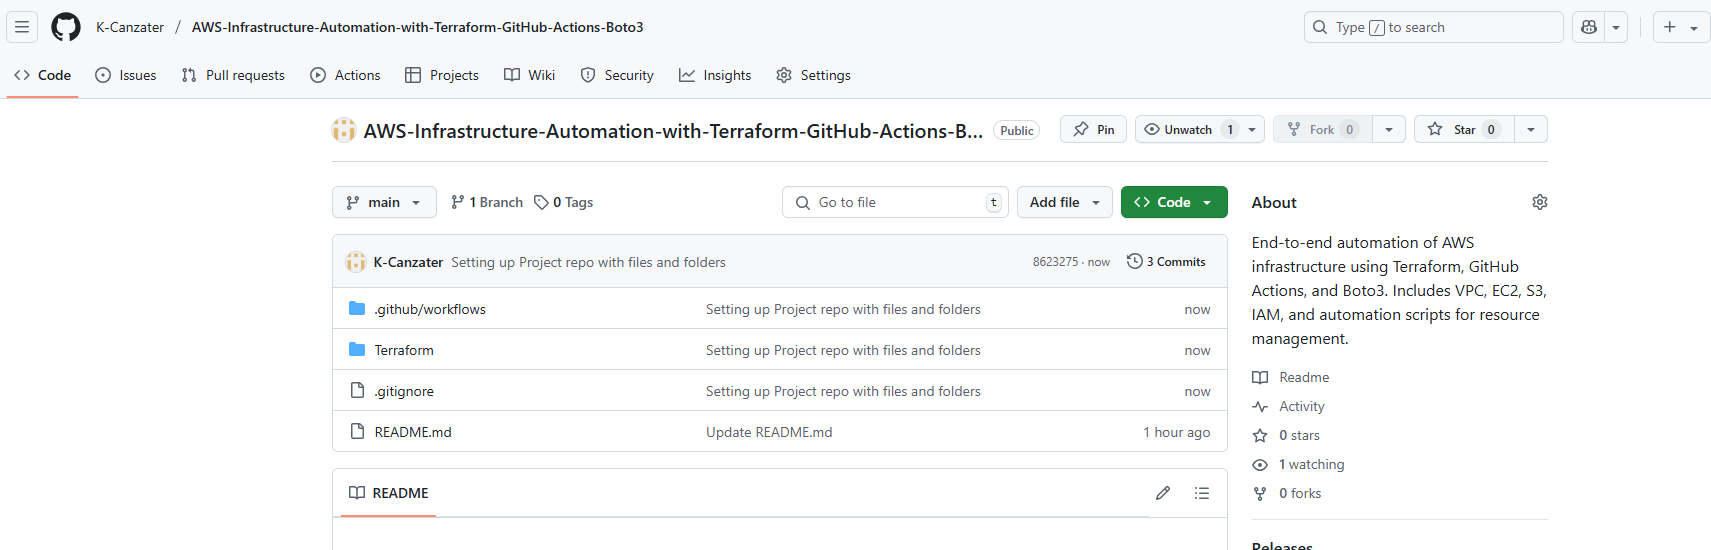 K-Canzater / AWS-Infrastructure-Automation-with-Terraform-GitHub-Actions-Boto3
Type / to search
Code Issues Pull requests Actions Projects Wiki Security Insights Settings
AWS-Infrastructure-Automation-with-Terraform-GitHub-Actions-B... Public
Pin Unwatch 1 Fork 0 Star 0
main 1 Branch 0 Tags
Go to file t Add file Code
K-Canzater Setting up Project repo with files and folders 8623275 · now 3 Commits
.github/workflows Setting up Project repo with files and folders now
Terraform Setting up Project repo with files and folders now
.gitignore Setting up Project repo with files and folders now
README.md Update README.md 1 hour ago
README
About
End-to-end automation of AWS
infrastructure using Terraform, GitHub
Actions, and Boto3. Includes VPC, EC2, S3,
IAM, and automation scripts for resource
management.
Readme
Activity
0 stars
1 watching
0 forks
Releases